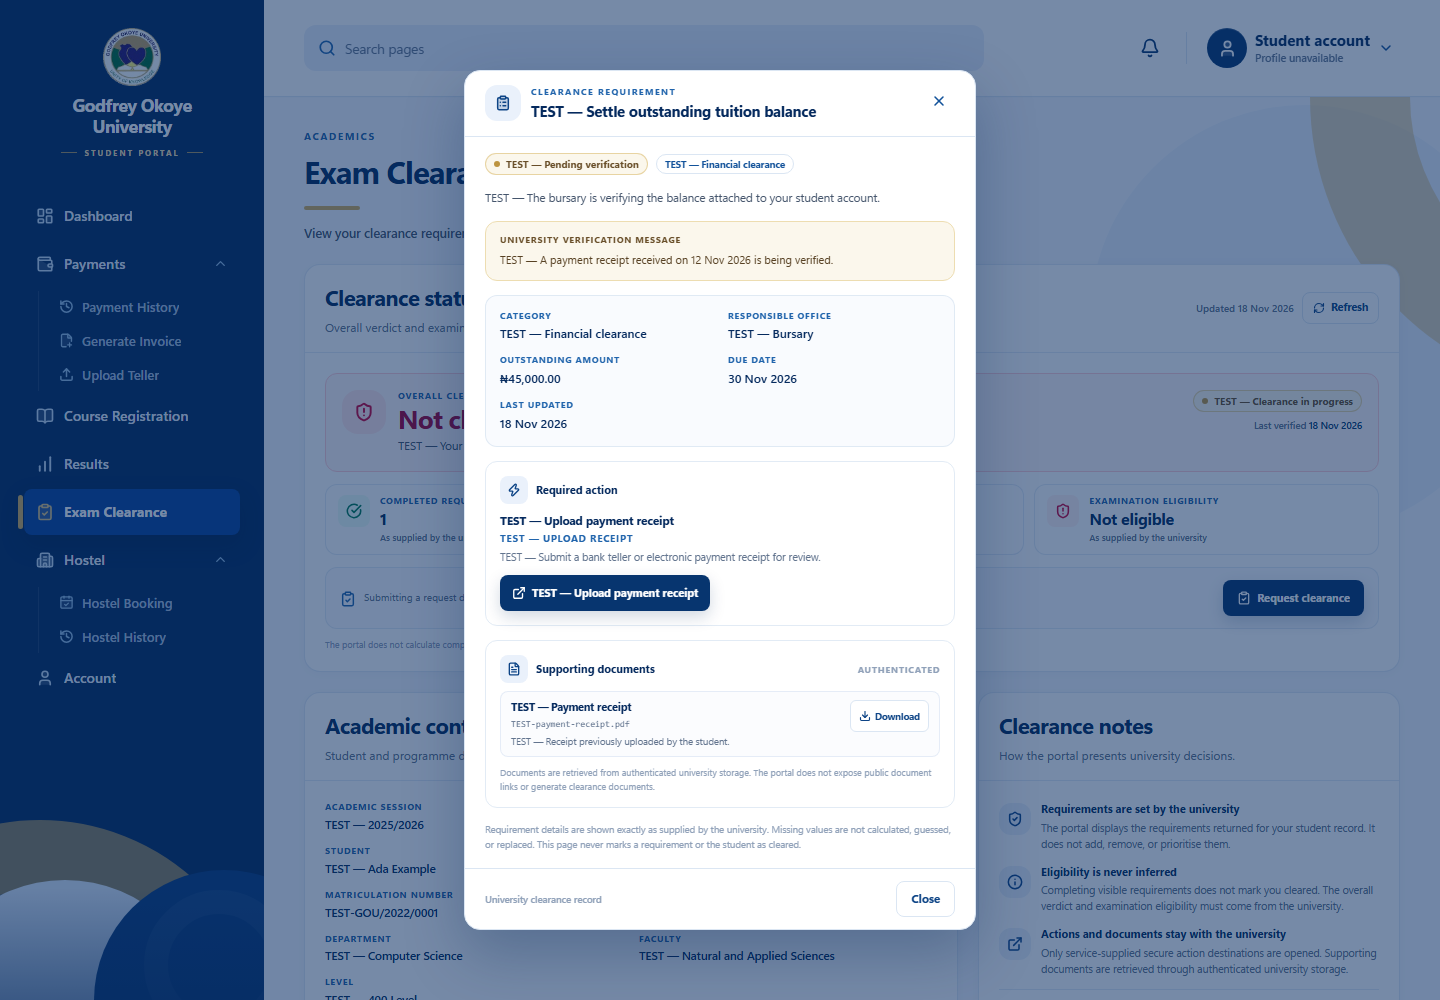 GODFREY OKOYE UNIVERSITY
Godfrey Okoye
University
STUDENT PORTAL
Dashboard
Payments
Payment History
Generate Invoice
Upload Teller
Course Registration
Results
Exam Clearance
Hostel
Hostel Booking
Hostel History
Account
Search pages
Student account
Profile unavailable
ACADEMICS
Exam Cleara
View your clearance requirem
Clearance statu
Overall verdict and examin
Updated 18 Nov 2026
Refresh
OVERALL CLE
Not cl
TEST — Your
TEST — Clearance in progress
Last verified 18 Nov 2026
COMPLETED REQU
1
As supplied by the u
EXAMINATION ELIGIBILITY
Not eligible
As supplied by the university
Submitting a request d
Request clearance
The portal does not calculate comp
Academic cont
Student and programme d
ACADEMIC SESSION
TEST — 2025/2026
STUDENT
TEST — Ada Example
MATRICULATION NUMBER
TEST-GOU/2022/0001
DEPARTMENT
TEST — Computer Science
FACULTY
TEST — Natural and Applied Sciences
LEVEL
TEST — 400 Level
Clearance notes
How the portal presents university decisions.
Requirements are set by the university
The portal displays the requirements returned for your student record. It
does not add, remove, or prioritise them.
Eligibility is never inferred
Completing visible requirements does not mark you cleared. The overall
verdict and examination eligibility must come from the university.
Actions and documents stay with the university
Only service-supplied secure action destinations are opened. Supporting
documents are retrieved through authenticated university storage.
CLEARANCE REQUIREMENT
TEST — Settle outstanding tuition balance
TEST — Pending verification
TEST — Financial clearance
TEST — The bursary is verifying the balance attached to your student account.
UNIVERSITY VERIFICATION MESSAGE
TEST — A payment receipt received on 12 Nov 2026 is being verified.
CATEGORY
TEST — Financial clearance
RESPONSIBLE OFFICE
TEST — Bursary
OUTSTANDING AMOUNT
₦45,000.00
DUE DATE
30 Nov 2026
LAST UPDATED
18 Nov 2026
Required action
TEST — Upload payment receipt
TEST — UPLOAD RECEIPT
TEST — Submit a bank teller or electronic payment receipt for review.
TEST — Upload payment receipt
Supporting documents
AUTHENTICATED
TEST — Payment receipt
TEST-payment-receipt.pdf
TEST — Receipt previously uploaded by the student.
Download
Documents are retrieved from authenticated university storage. The portal does not expose public document
links or generate clearance documents.
Requirement details are shown exactly as supplied by the university. Missing values are not calculated, guessed,
or replaced. This page never marks a requirement or the student as cleared.
University clearance record
Close